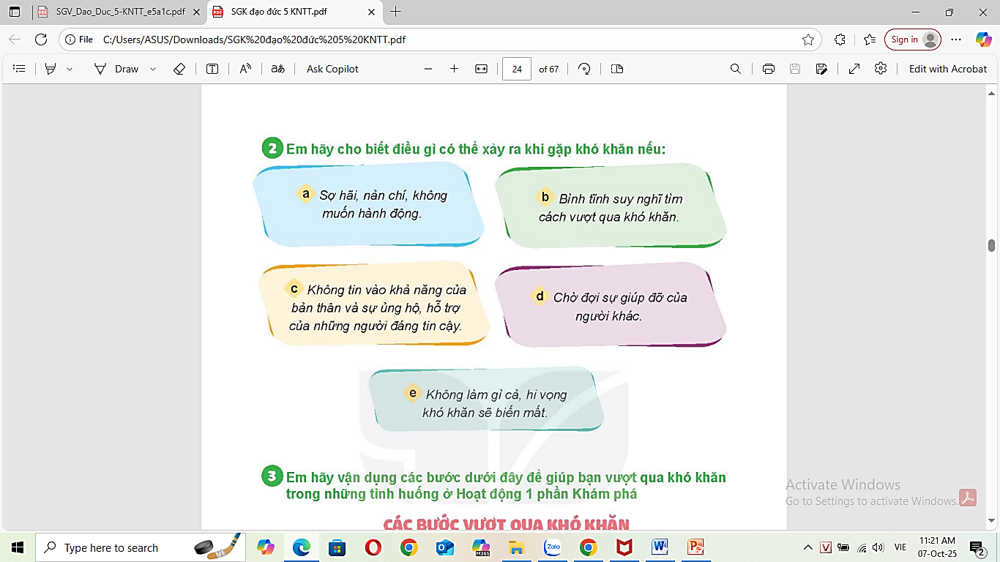 SGV_Dao_Duc_5-KNTT_e5a1c.pdf
SGK đạo đức 5 KNTT.pdf
File C:/Users/ASUS/Downloads/SGK%20đạo%20đức%205%20KNTT.pdf
Sign in
Draw
aあ
Ask Copilot
24 of 67
Edit with Acrobat
2 Em hãy cho biết điều gì có thể xảy ra khi gặp khó khăn nếu:
a Sợ hãi, nản chí, không
muốn hành động.
b Bình tĩnh suy nghĩ tìm
cách vượt qua khó khăn.
c Không tin vào khả năng của
bản thân và sự ủng hộ, hỗ trợ
của những người đáng tin cậy.
d Chờ đợi sự giúp đỡ của
người khác.
e Không làm gì cả, hi vọng
khó khăn sẽ biến mất.
3 Em hãy vận dụng các bước dưới đây để giúp bạn vượt qua khó khăn
trong những tình huống ở Hoạt động 1 phần Khám phá
CÁC BƯỚC VƯỢT QUA KHÓ KHĂN
Activate Windows
Go to Settings to activate Windows.
Type here to search
M365
Zalo
VIE
11:21 AM
07-Oct-25
2